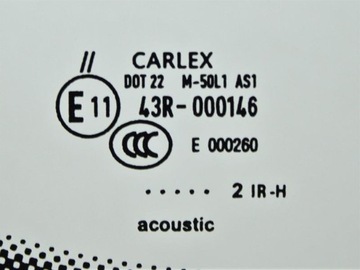 // CARLEX
DOT 22 M-50L1 AS1
E 11 43R-000146
CCC E 000260
..... 2 IR-H
acoustic